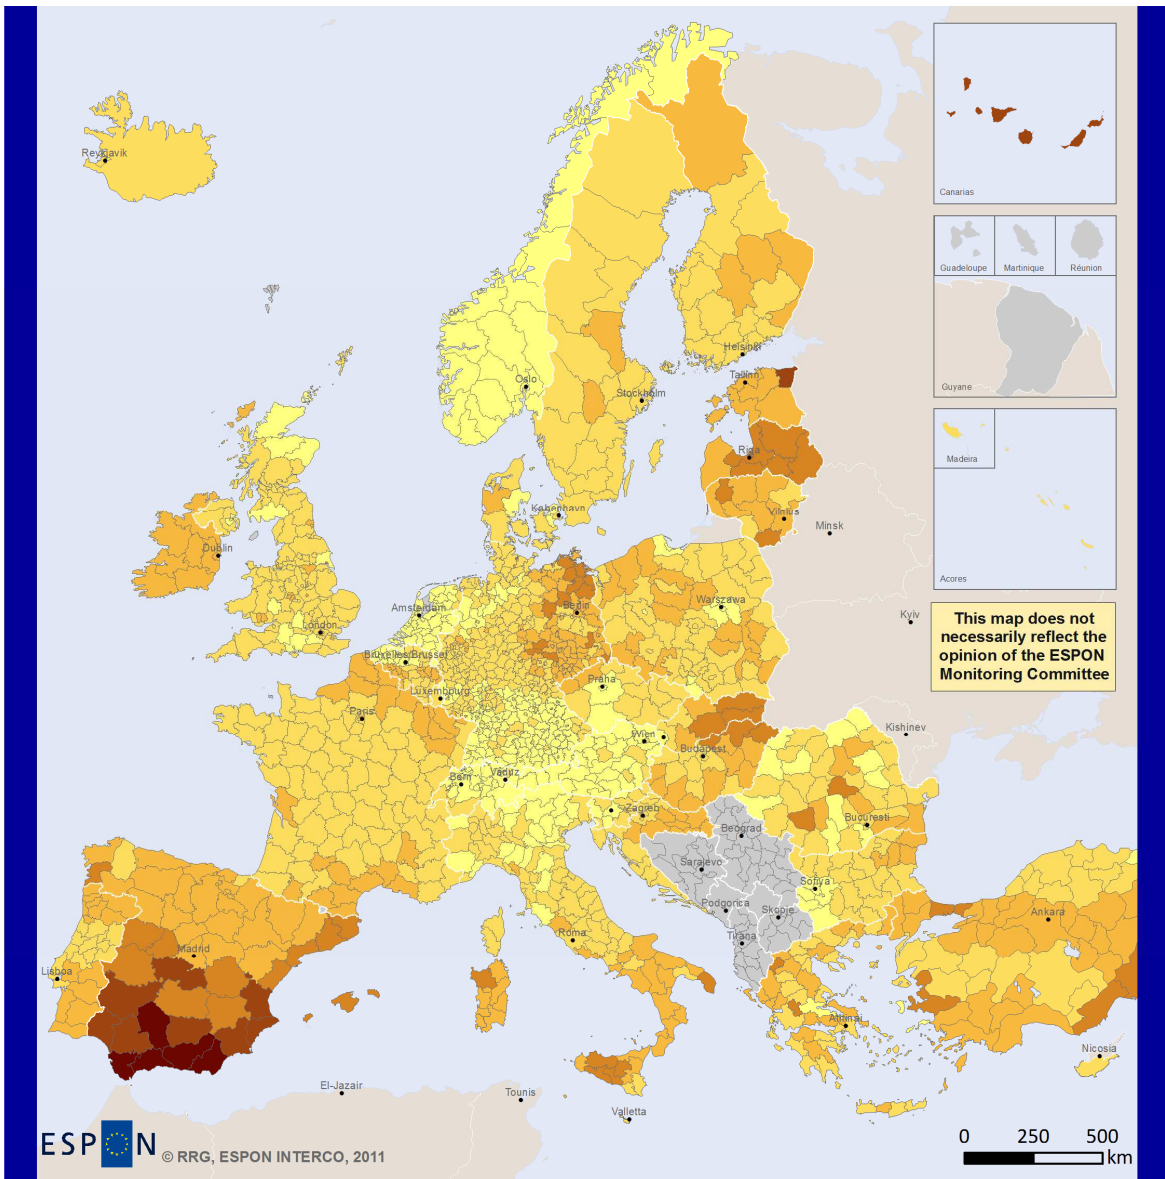 Canarias
Reykjavik
Guadeloupe
Martinique
Réunion
Guyane
Oslo
Helsinki
Tallinn
Stockholm
Riga
Madeira
København
Vilnius
Minsk
Dublin
Acores
Amsterdam
Berlin
Warszawa
London
Kyiv
This map does not
necessarily reflect the
opinion of the ESPON
Monitoring Committee
Bruxelles/Brussel
Luxembourg
Praha
Paris
Wien
Kishinev
Budapest
Bern
Vaduz
Zagreb
Bucuresti
Beograd
Sarajevo
Sofiya
Podgorica
Skopje
Ankara
Roma
Tirana
Madrid
Lisboa
Athinai
Nicosia
El-Jazair
Tounis
Valletta
ESPON
© RRG, ESPON INTERCO, 2011
0 250 500
km